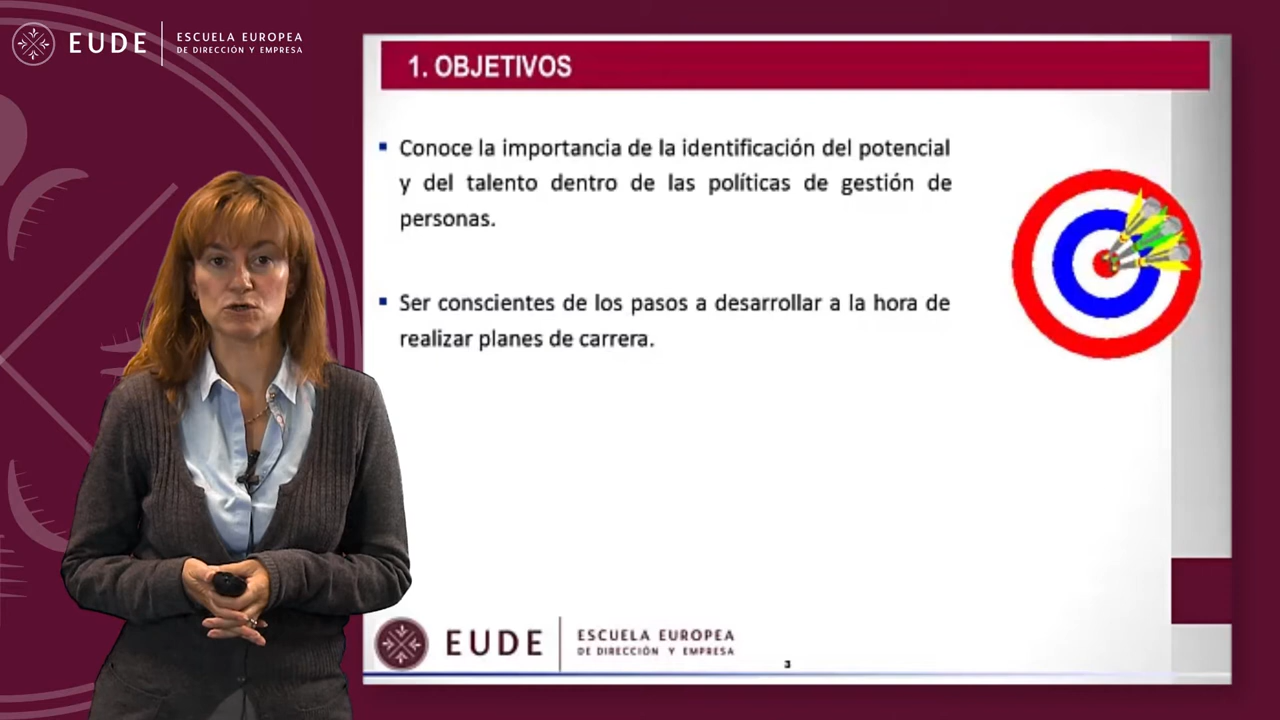 EUDE
ESCUELA EUROPEA
DE DIRECCIÓN Y EMPRESA
1. OBJETIVOS
Conoce la importancia de la identificación del potencial
y del talento dentro de las políticas de gestión de
personas.
Ser conscientes de los pasos a desarrollar a la hora de
realizar planes de carrera.
EUDE
ESCUELA EUROPEA
DE DIRECCIÓN Y EMPRESA
3